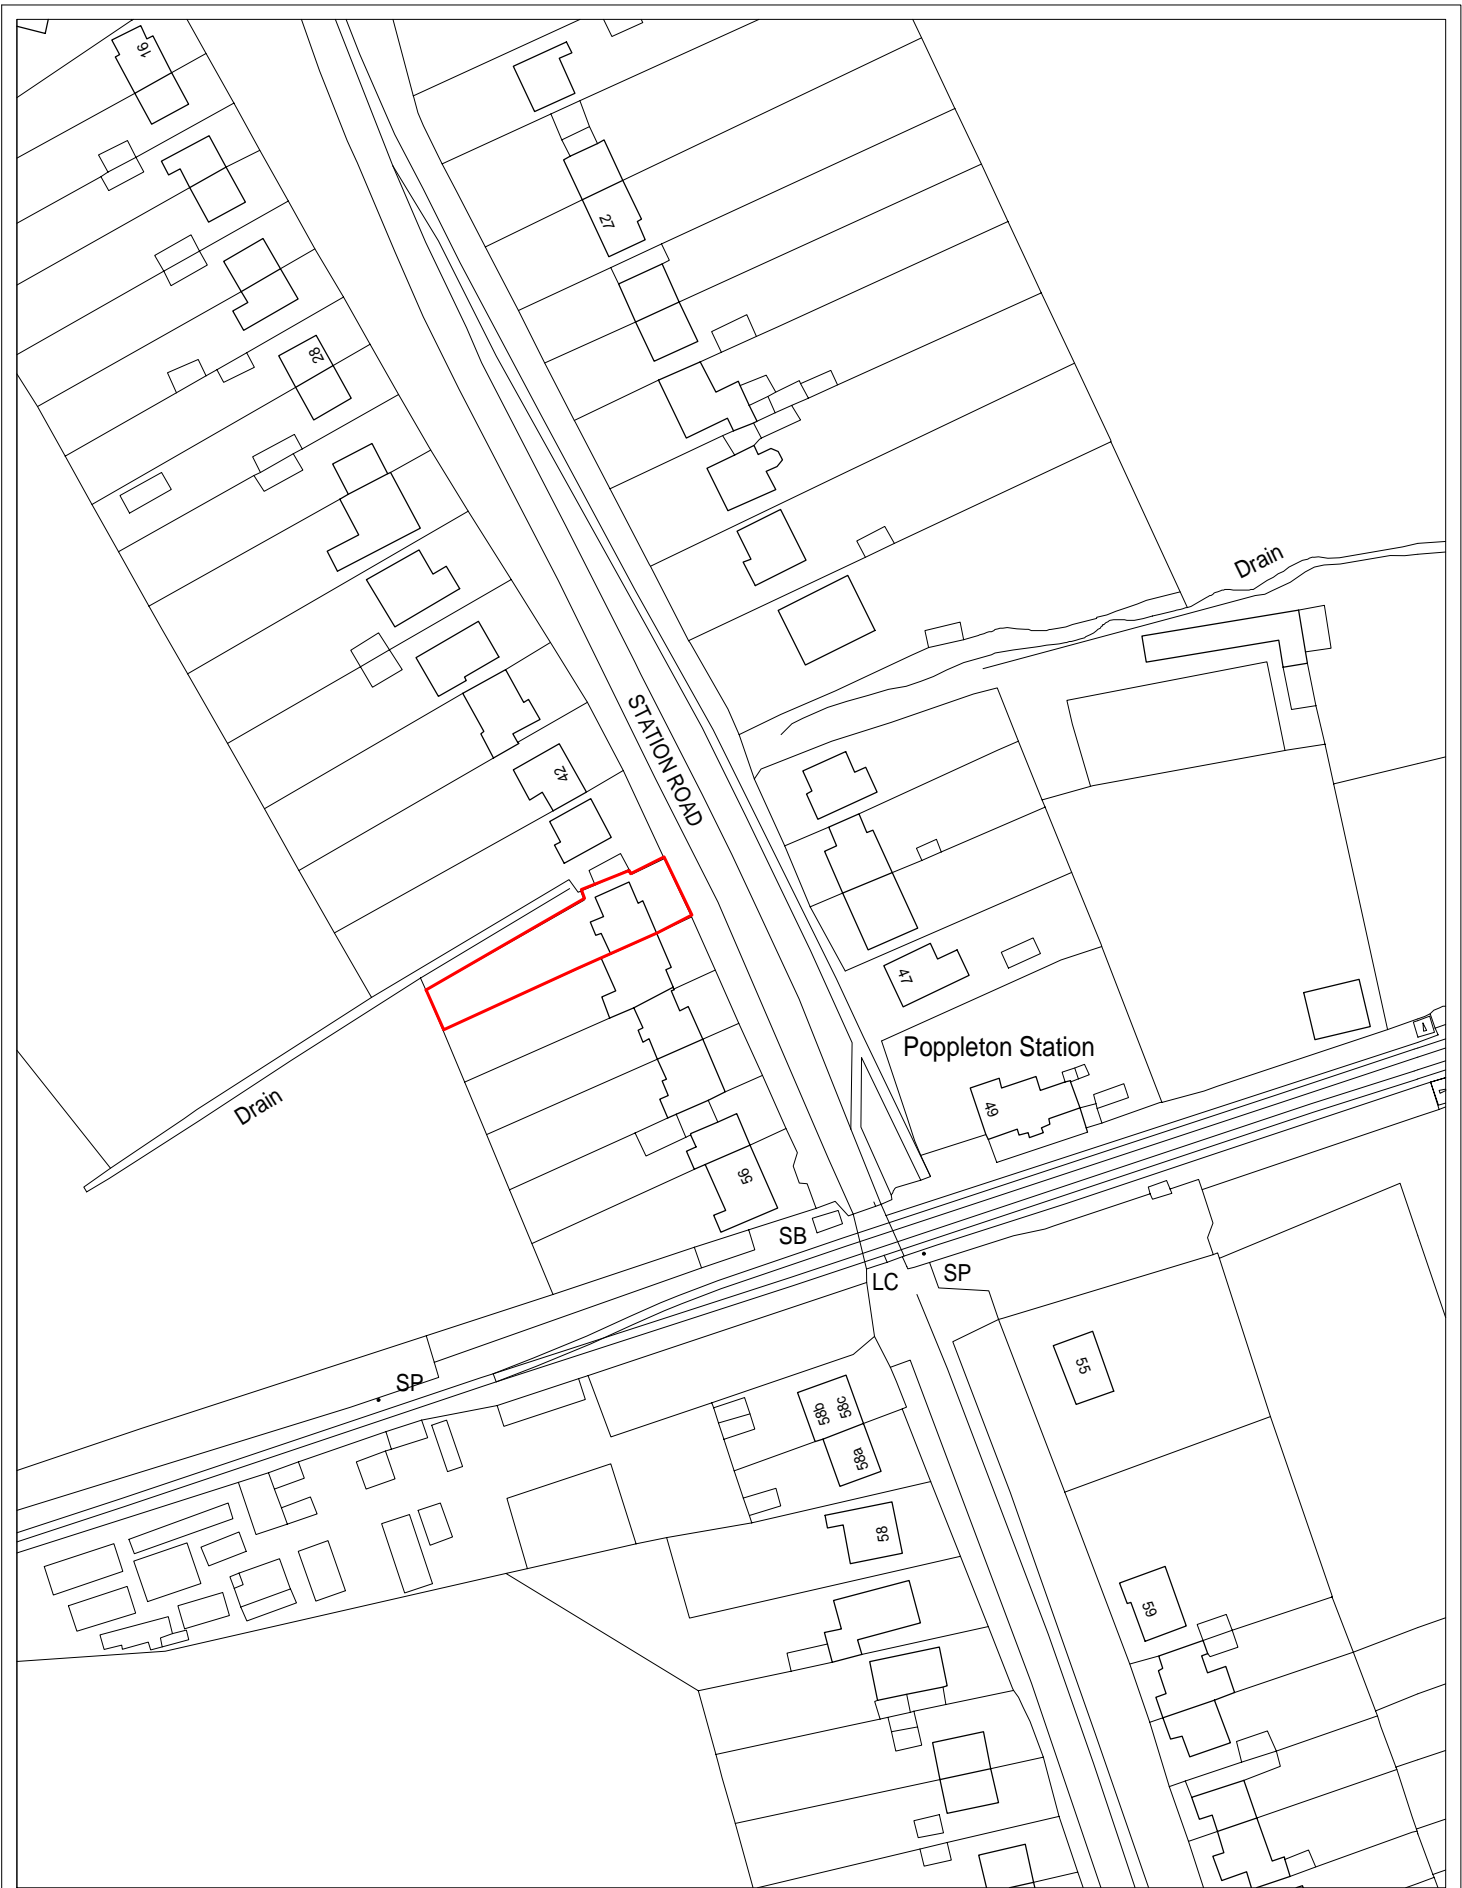 16
27
28
Drain
STATION ROAD
42
47
Poppleton Station
49
Drain
56
SB
SP
LC
SP
55
58b
58c
58a
58
59